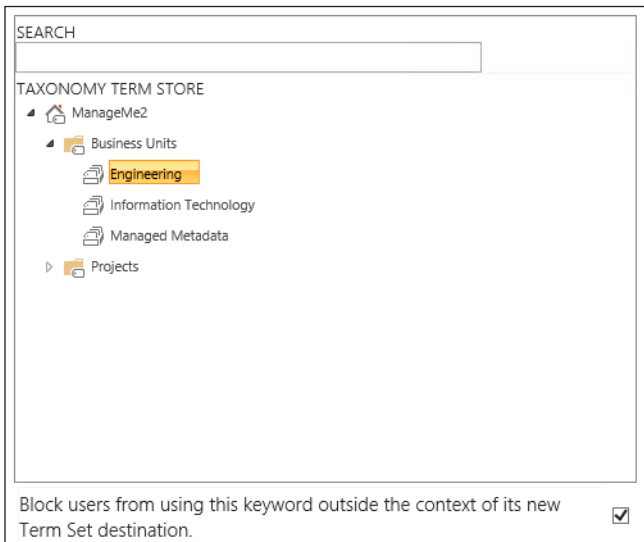 SEARCH
TAXONOMY TERM STORE
ManageMe2
Business Units
Engineering
Information Technology
Managed Metadata
Projects
Block users from using this keyword outside the context of its new
Term Set destination.